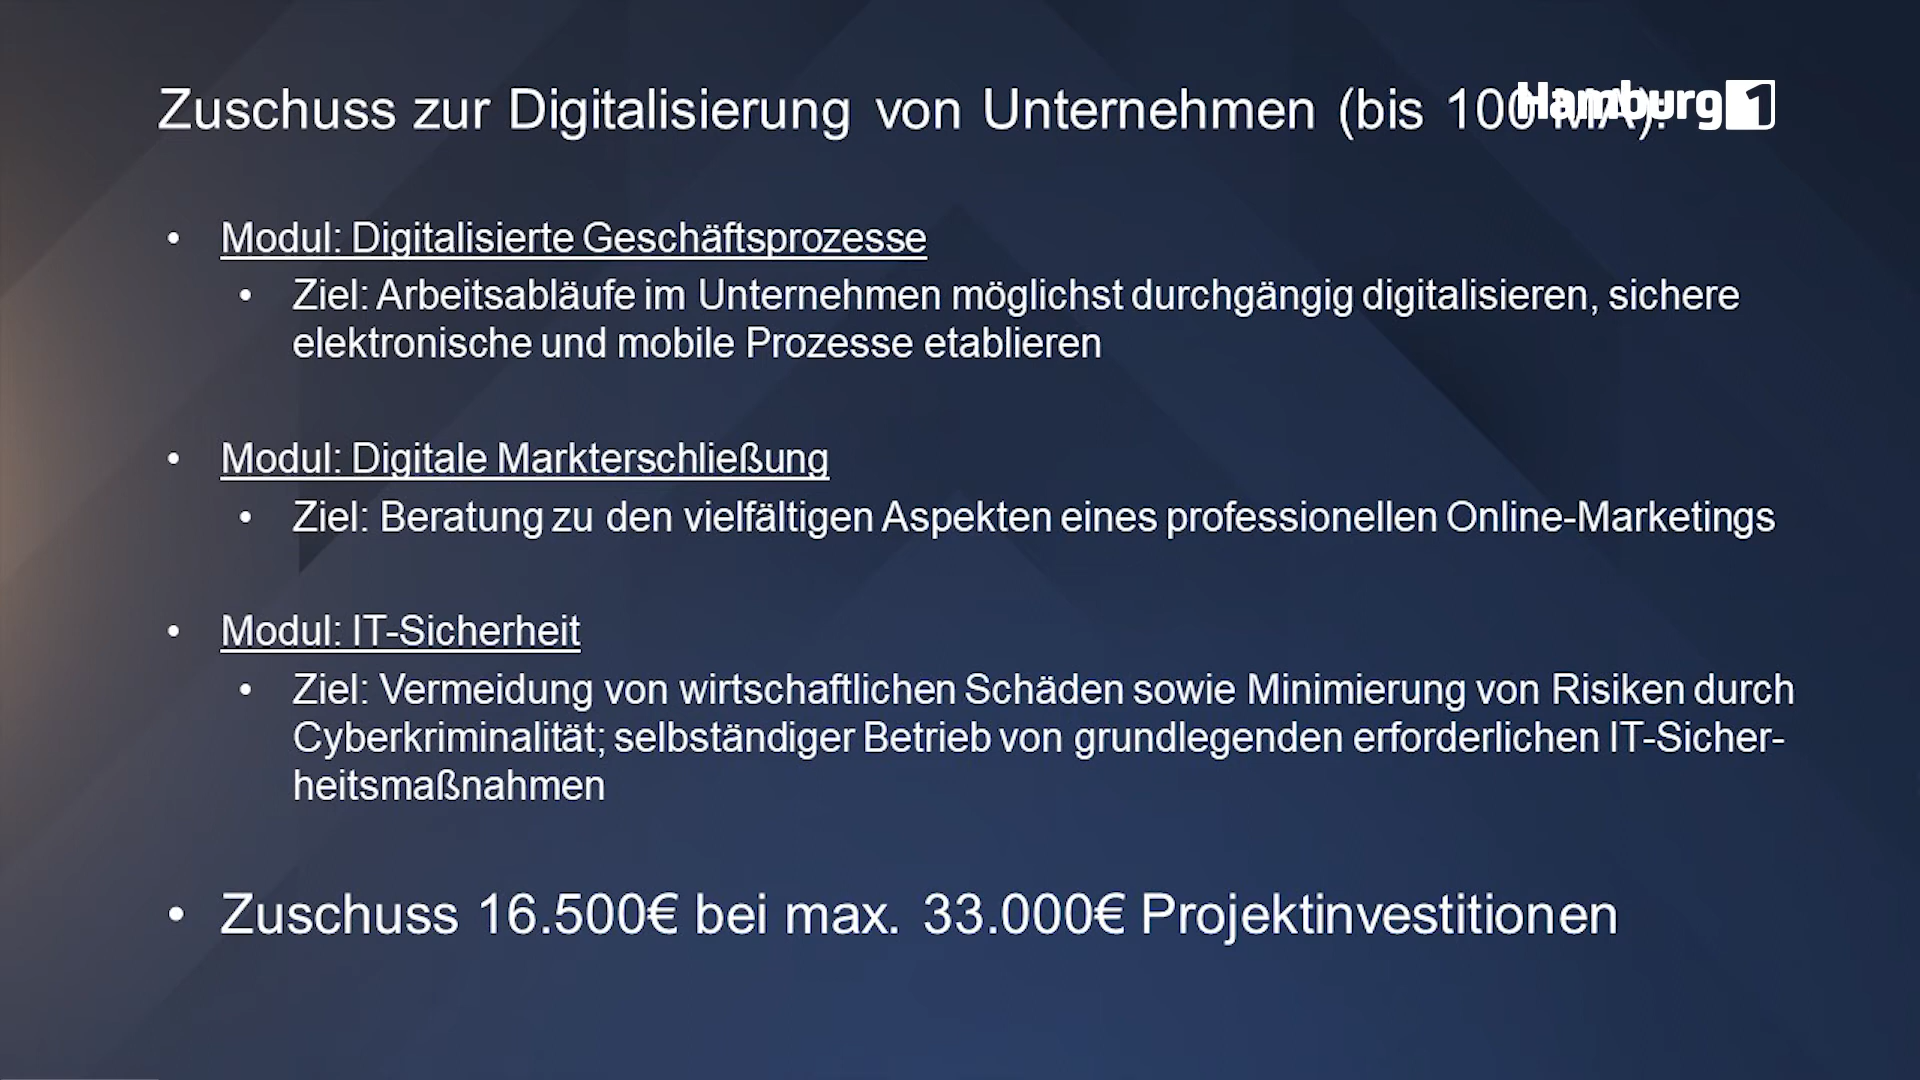 Zuschuss zur Digitalisierung von Unternehmen (bis 100 MA):
Hamburg 1
• Modul: Digitalisierte Geschäftsprozesse
• Ziel: Arbeitsabläufe im Unternehmen möglichst durchgängig digitalisieren, sichere
elektronische und mobile Prozesse etablieren
• Modul: Digitale Markterschließung
• Ziel: Beratung zu den vielfältigen Aspekten eines professionellen Online-Marketings
• Modul: IT-Sicherheit
• Ziel: Vermeidung von wirtschaftlichen Schäden sowie Minimierung von Risiken durch
Cyberkriminalität; selbständiger Betrieb von grundlegenden erforderlichen IT-Sicher-
heitsmaßnahmen
• Zuschuss 16.500€ bei max. 33.000€ Projektinvestitionen